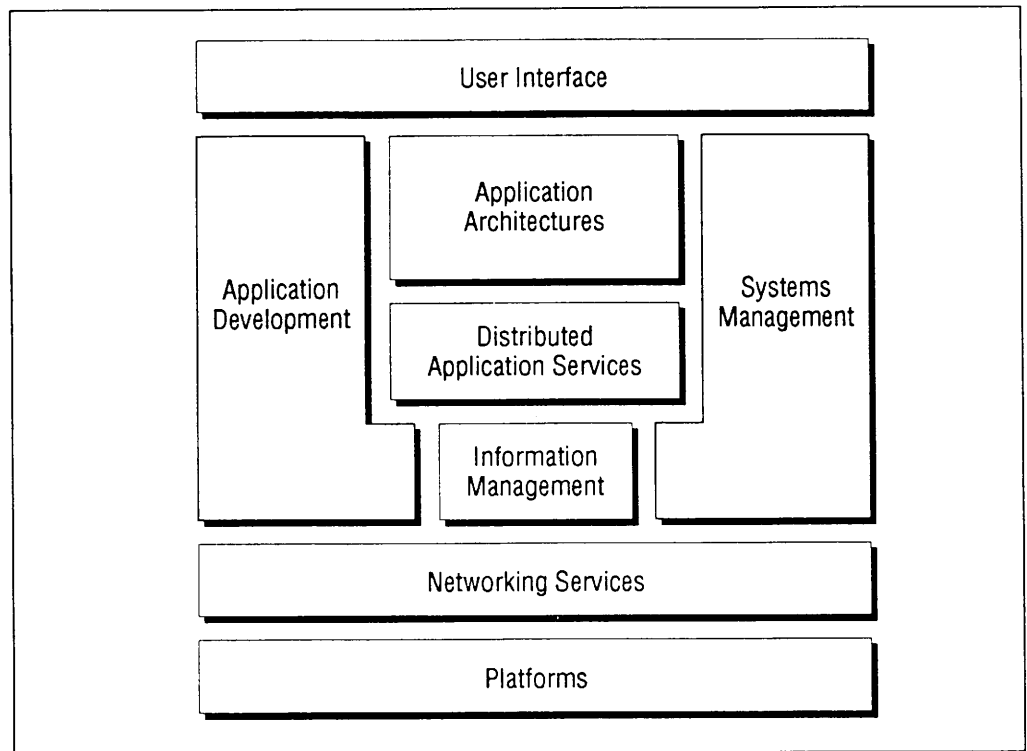 User Interface
Application
Architectures
Application
Development
Systems
Management
Distributed
Application Services
Information
Management
Networking Services
Platforms